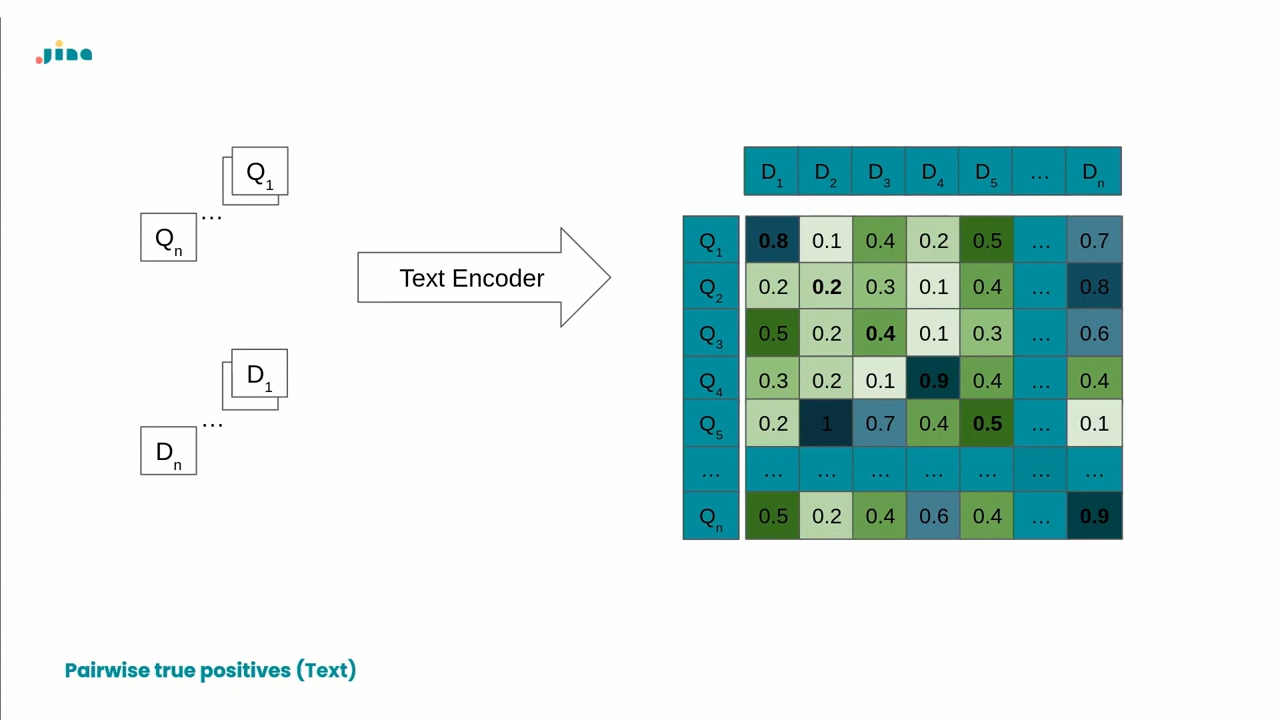 Jina
Q1
...
Qn
D1
...
Dn
Text Encoder
D1 D2 D3 D4 D5 ... Dn
Q1 0.8 0.1 0.4 0.2 0.5 ... 0.7
Q2 0.2 0.2 0.3 0.1 0.4 ... 0.8
Q3 0.5 0.2 0.4 0.1 0.3 ... 0.6
Q4 0.3 0.2 0.1 0.9 0.4 ... 0.4
Q5 0.2 1 0.7 0.4 0.5 ... 0.1
... ... ... ... ... ... ... ...
Qn 0.5 0.2 0.4 0.6 0.4 ... 0.9
Pairwise true positives (Text)